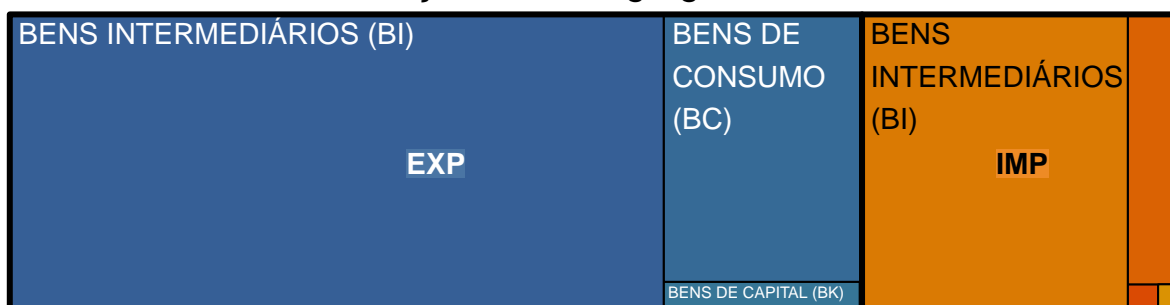 BENS INTERMEDIÁRIOS (BI)
EXP
BENS DE
CONSUMO
(BC)
BENS DE CAPITAL (BK)
BENS
INTERMEDIÁRIOS
(BI)
IMP